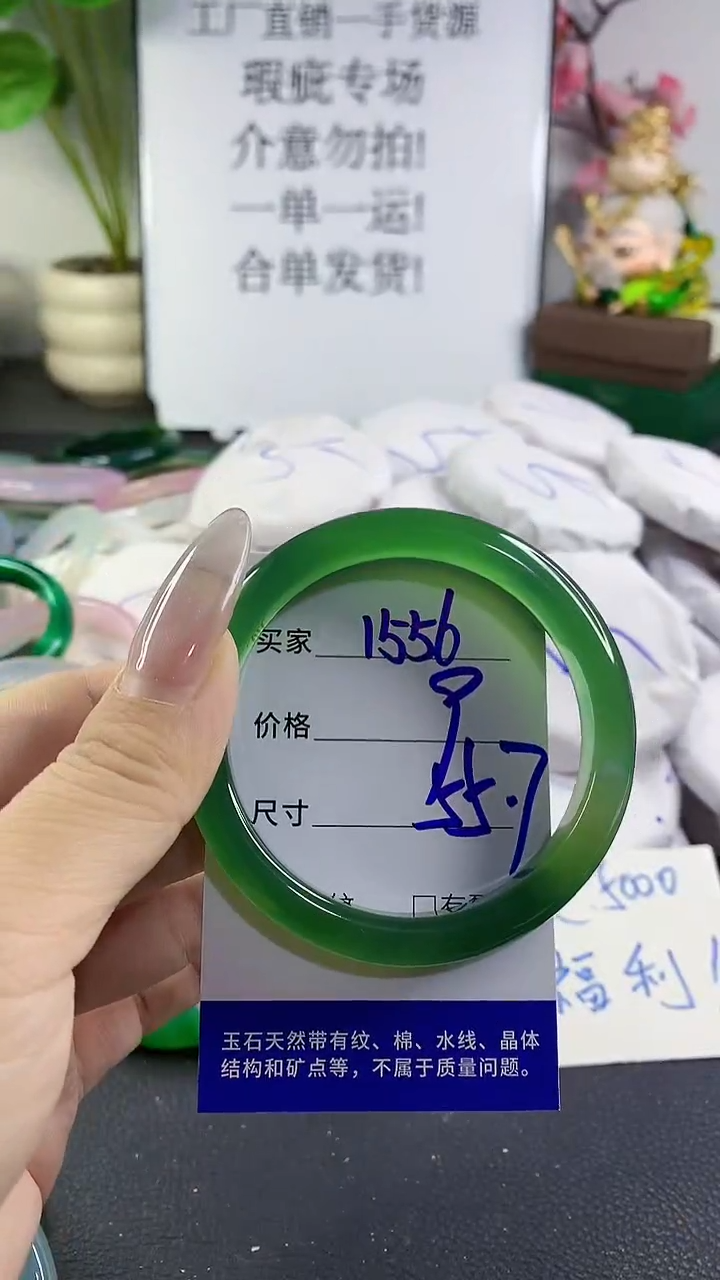 工厂直销一手货源
瑕疵专场
介意勿拍!
一单一运!
合单发货!
买家 1556
价格
尺寸 55.7
5000
福利
玉石天然带有纹、棉、水线、晶体
结构和矿点等，不属于质量问题。